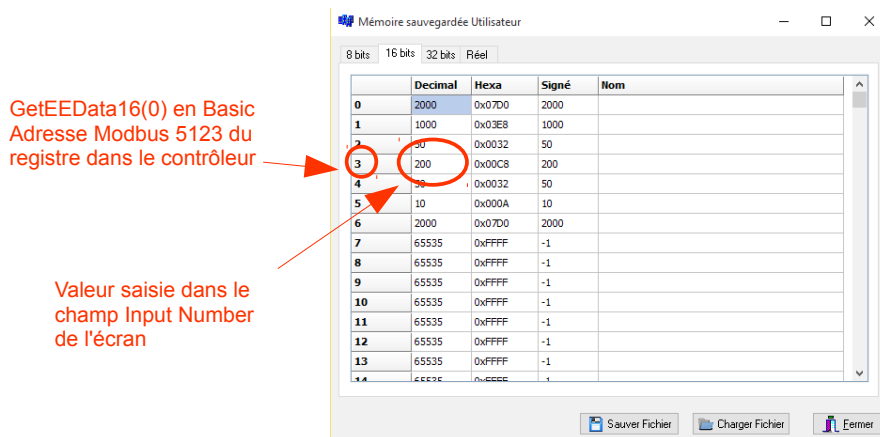 Mémoire sauvegardée Utilisateur
8 bits 16 bits 32 bits Réel
Decimal Hexa Signé Nom
0 2000 0x07D0 2000
1 1000 0x03E8 1000
2 50 0x0032 50
3 200 0x00C8 200
4 50 0x0032 50
5 10 0x000A 10
6 2000 0x07D0 2000
7 65535 0xFFFF -1
8 65535 0xFFFF -1
9 65535 0xFFFF -1
10 65535 0xFFFF -1
11 65535 0xFFFF -1
12 65535 0xFFFF -1
13 65535 0xFFFF -1
14 65535 0xFFFF -1
GetEEData16(0) en Basic
Adresse Modbus 5123 du
registre dans le contrôleur
Valeur saisie dans le
champ Input Number
de l'écran
Sauver Fichier Charger Fichier Fermer